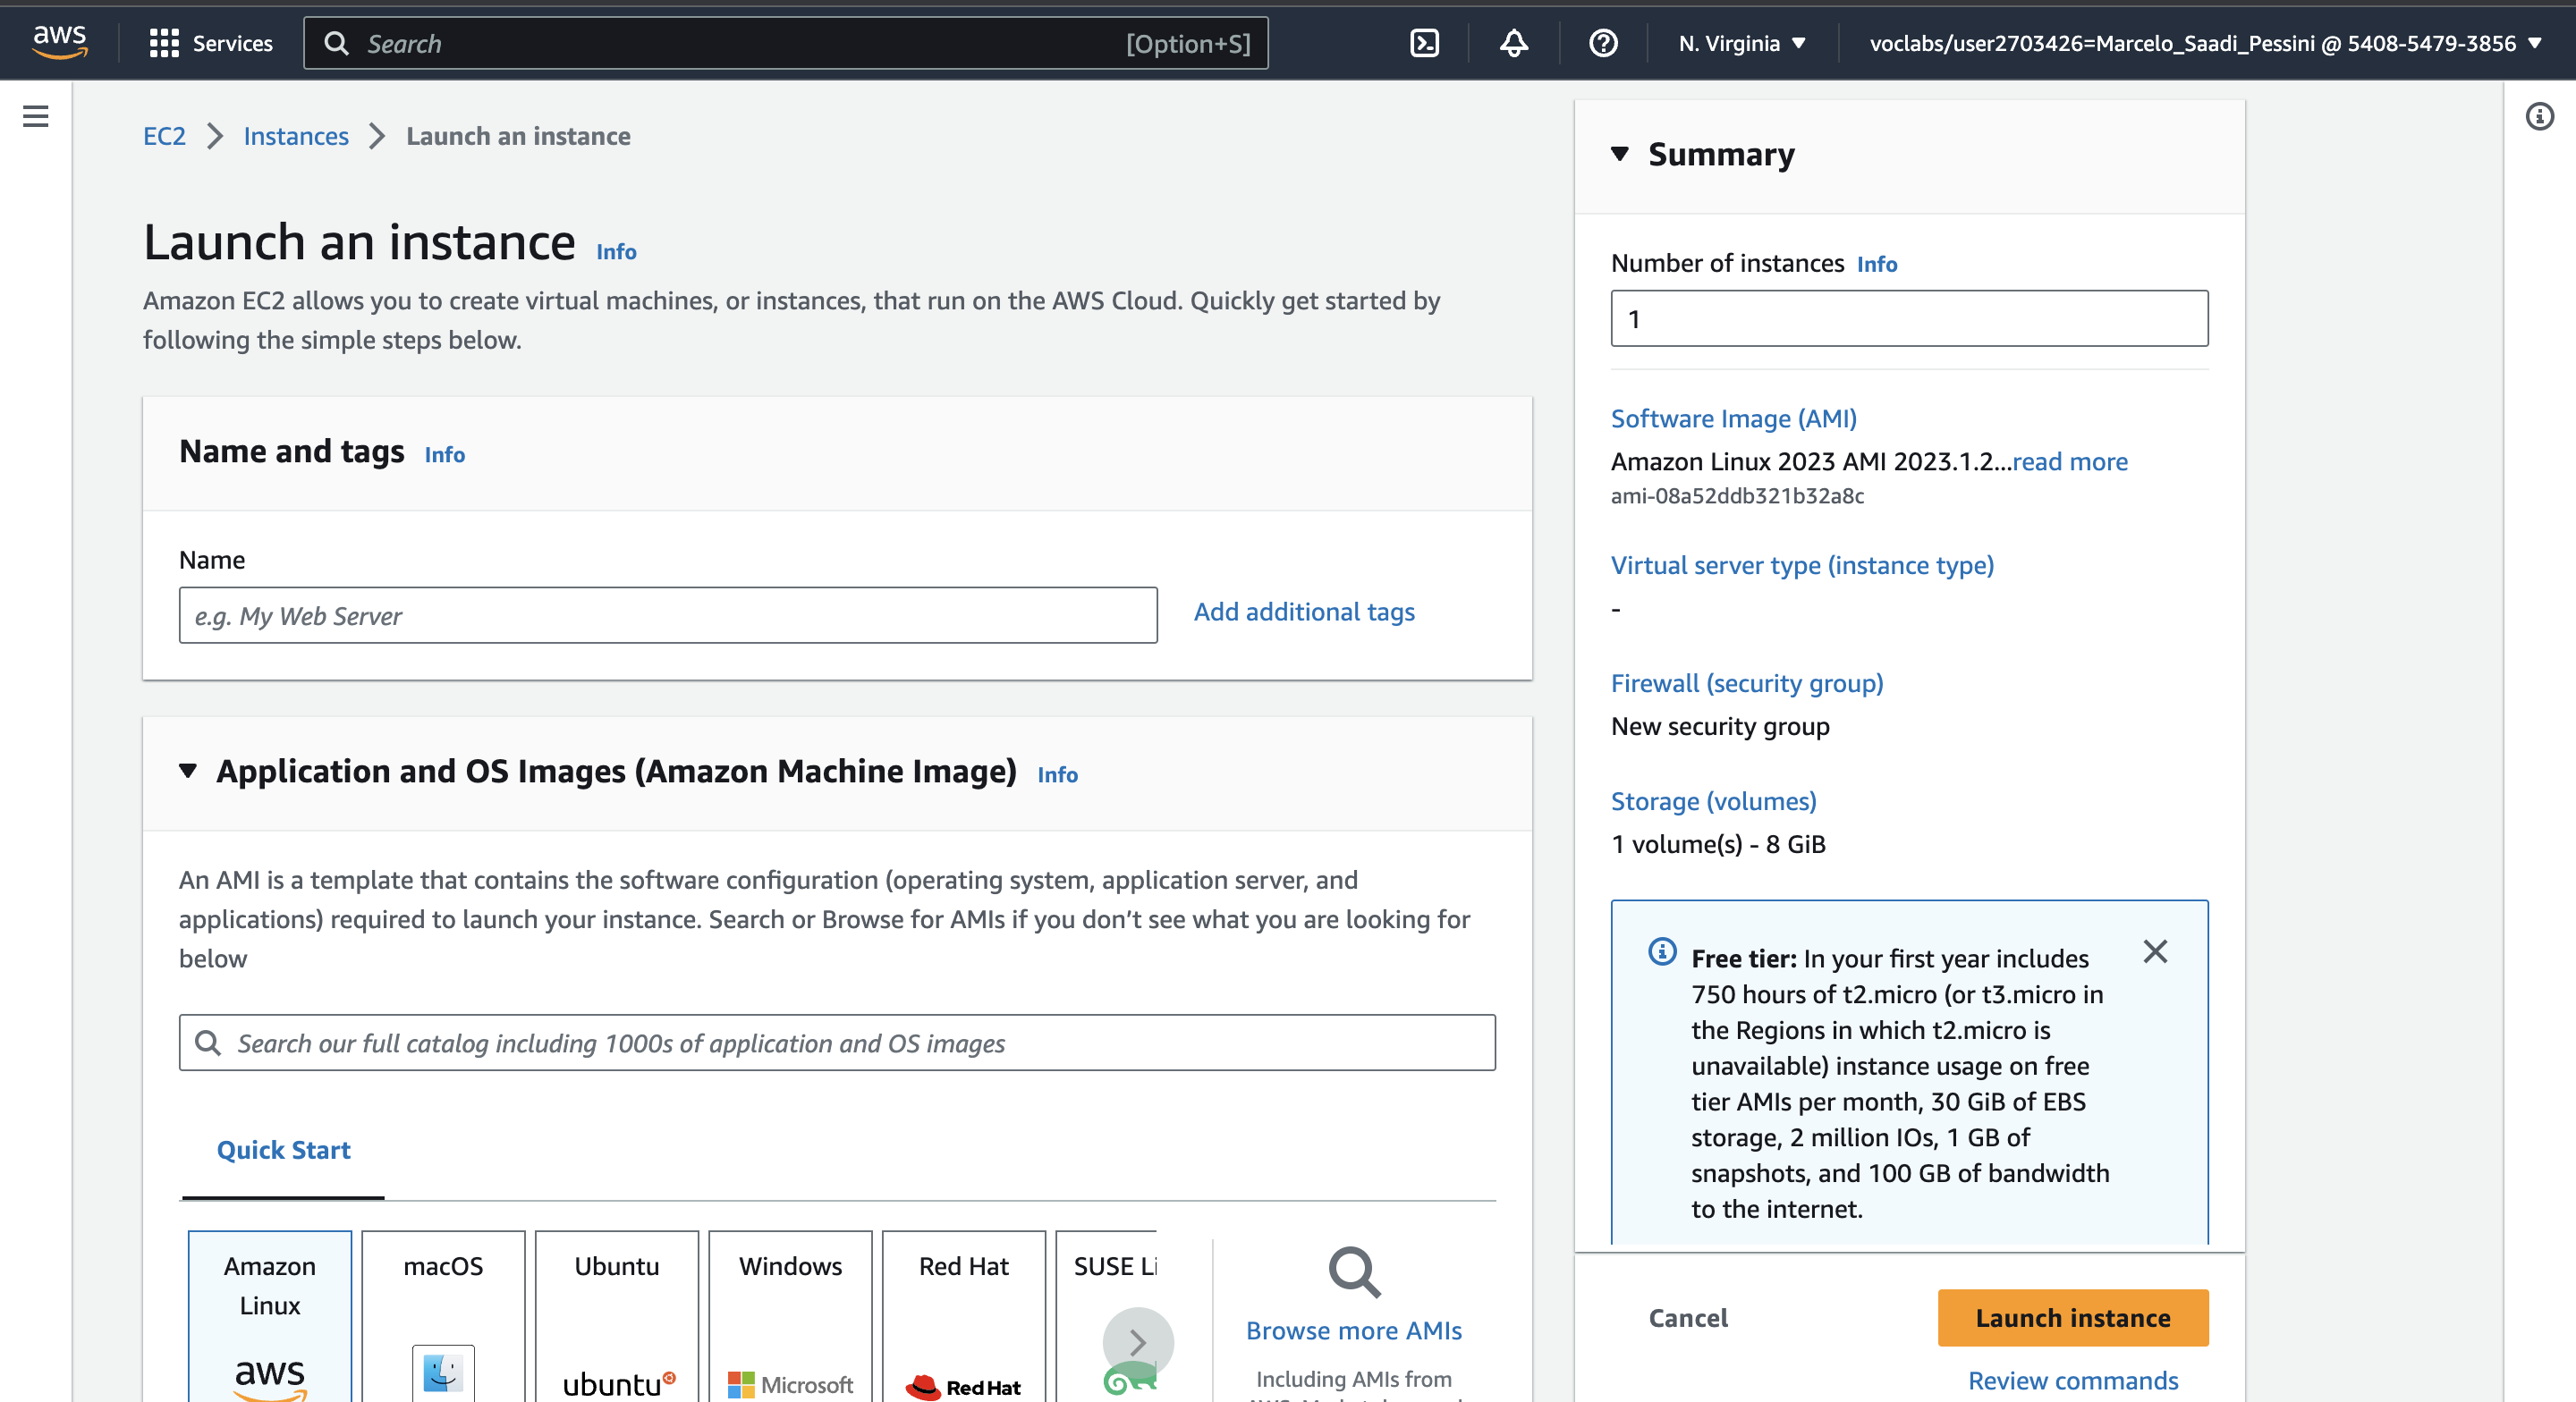 aws
Services
Search
[Option+S]
N. Virginia
voclabs/user2703426=Marcelo_Saadi_Pessini @ 5408-5479-3856
EC2
Instances
Launch an instance
Launch an instance Info
Amazon EC2 allows you to create virtual machines, or instances, that run on the AWS Cloud. Quickly get started by
following the simple steps below.
Name and tags Info
Name
e.g. My Web Server
Add additional tags
Application and OS Images (Amazon Machine Image) Info
An AMI is a template that contains the software configuration (operating system, application server, and
applications) required to launch your instance. Search or Browse for AMIs if you don’t see what you are looking for
below
Search our full catalog including 1000s of application and OS images
Quick Start
Amazon
Linux
aws
macOS
Ubuntu
ubuntu
Windows
Microsoft
Red Hat
Red Hat
SUSE Li
Browse more AMIs
Including AMIs from
Summary
Number of instances Info
1
Software Image (AMI)
Amazon Linux 2023 AMI 2023.1.2...read more
ami-08a52ddb321b32a8c
Virtual server type (instance type)
-
Firewall (security group)
New security group
Storage (volumes)
1 volume(s) - 8 GiB
Free tier: In your first year includes
750 hours of t2.micro (or t3.micro in
the Regions in which t2.micro is
unavailable) instance usage on free
tier AMIs per month, 30 GiB of EBS
storage, 2 million IOs, 1 GB of
snapshots, and 100 GB of bandwidth
to the internet.
Cancel
Launch instance
Review commands